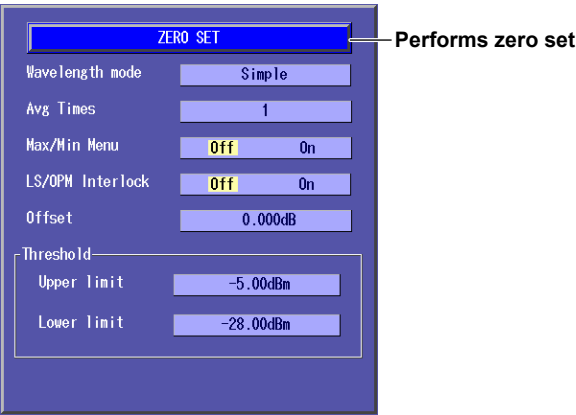 ZERO SET
Performs zero set
Wavelength mode Simple
Avg Times 1
Max/Min Menu Off On
LS/OPM Interlock Off On
Offset 0.000dB
Threshold
Upper limit -5.00dBm
Lower limit -28.00dBm